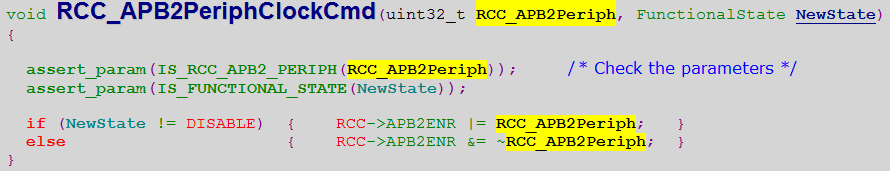 void RCC_APB2PeriphClockCmd(uint32_t RCC_APB2Periph, FunctionalState NewState)
{
assert_param(IS_RCC_APB2_PERIPH(RCC_APB2Periph)); /* Check the parameters */
assert_param(IS_FUNCTIONAL_STATE(NewState));
if (NewState != DISABLE) { RCC->APB2ENR |= RCC_APB2Periph; }
else { RCC->APB2ENR &= ~RCC_APB2Periph; }
}